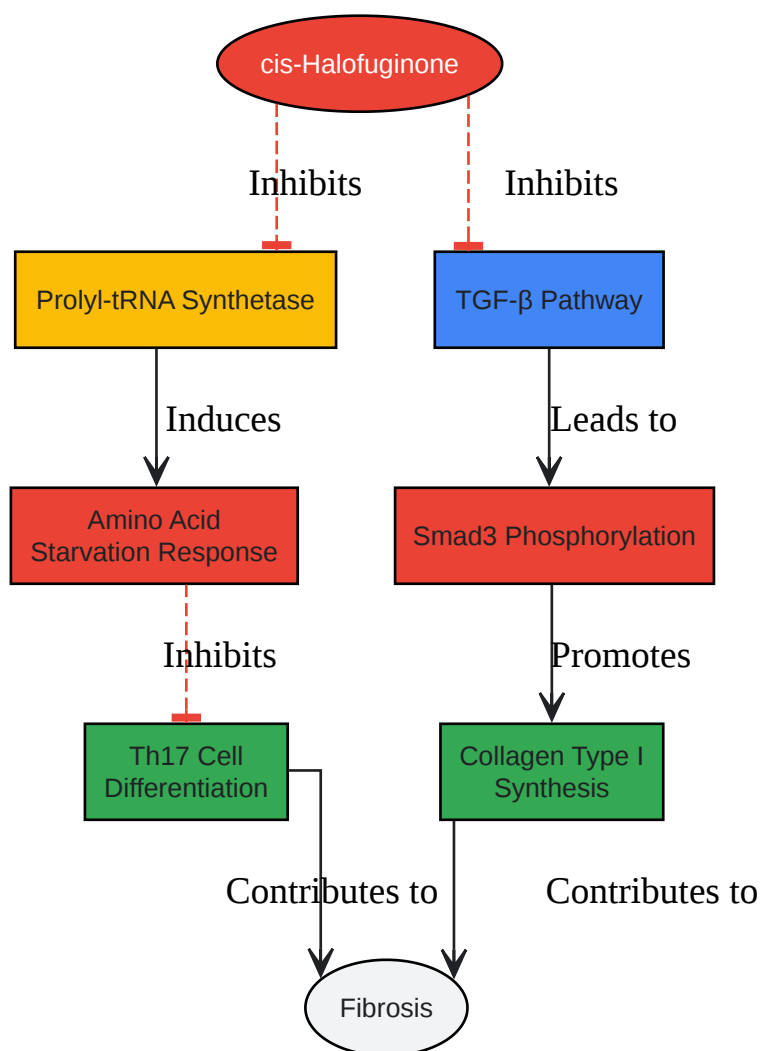 cis-Halofuginone
Inhibits
Inhibits
Prolyl-tRNA Synthetase
TGF-β Pathway
Induces
Leads to
Amino Acid
Starvation Response
Smad3 Phosphorylation
Inhibits
Promotes
Th17 Cell
Differentiation
Collagen Type I
Synthesis
Contributes to
Contributes to
Fibrosis